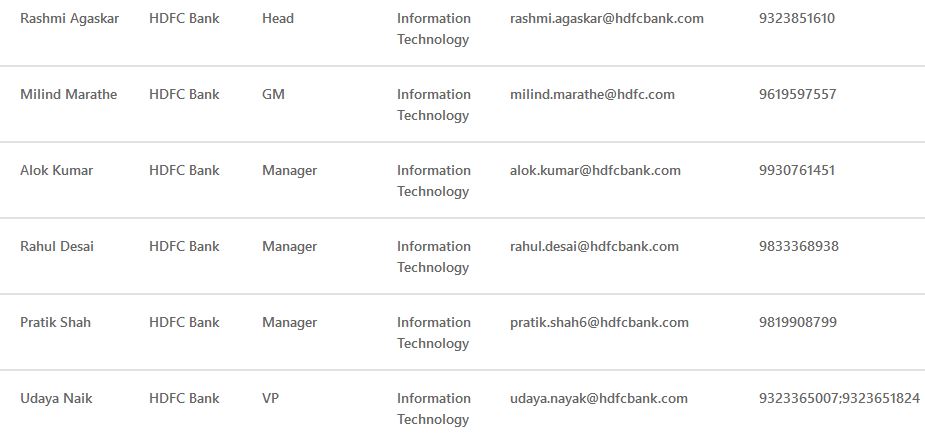 Rashmi Agaskar HDFC Bank Head Information rashmi.agaskar@hdfcbank.com 9323851610
Technology
Milind Marathe HDFC Bank GM Information milind.marathe@hdfc.com 9619597557
Technology
Alok Kumar HDFC Bank Manager Information alok.kumar@hdfcbank.com 9930761451
Technology
Rahul Desai HDFC Bank Manager Information rahul.desai@hdfcbank.com 9833368938
Technology
Pratik Shah HDFC Bank Manager Information pratik.shah6@hdfcbank.com 9819908799
Technology
Udaya Naik HDFC Bank VP Information udaya.nayak@hdfcbank.com 9323365007;9323651824
Technology